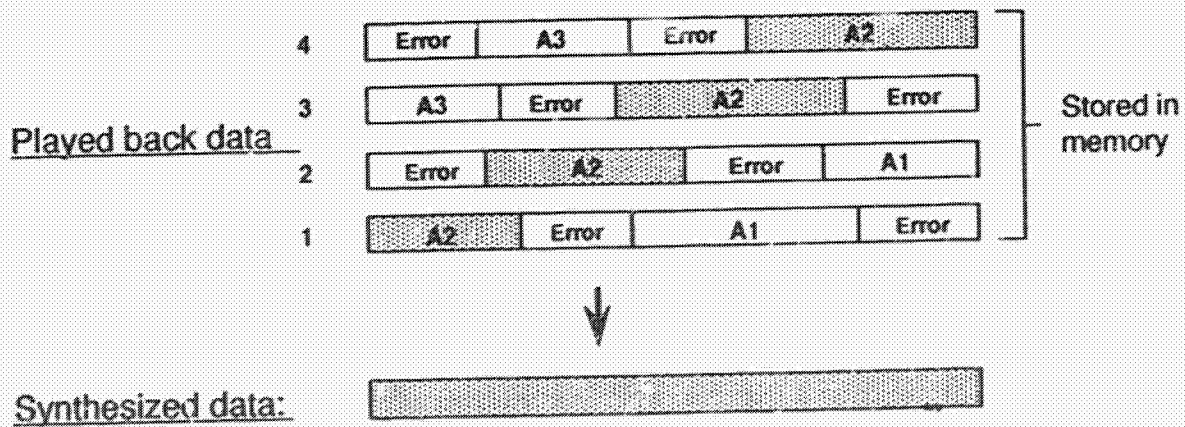 4 Error A3 Error A2
3 A3 Error A2 Error
Played back data
2 Error A2 Error A1
1 A2 Error A1 Error
Stored in
memory
Synthesized data: